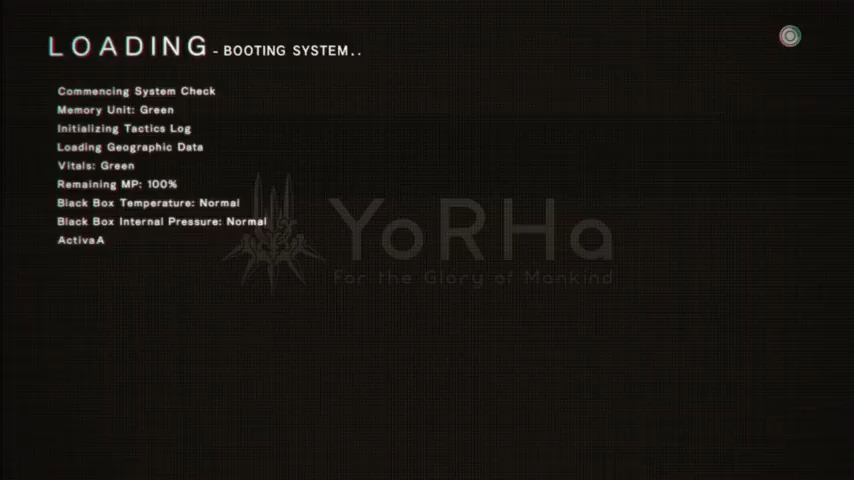 LOADING - BOOTING SYSTEM..
Commencing System Check
Memory Unit: Green
Initializing Tactics Log
Loading Geographic Data
Vitals: Green
Remaining MP: 100%
Black Box Temperature: Normal
Black Box Internal Pressure: Normal
ActivaA
YoRHa
For the Glory of Mankind